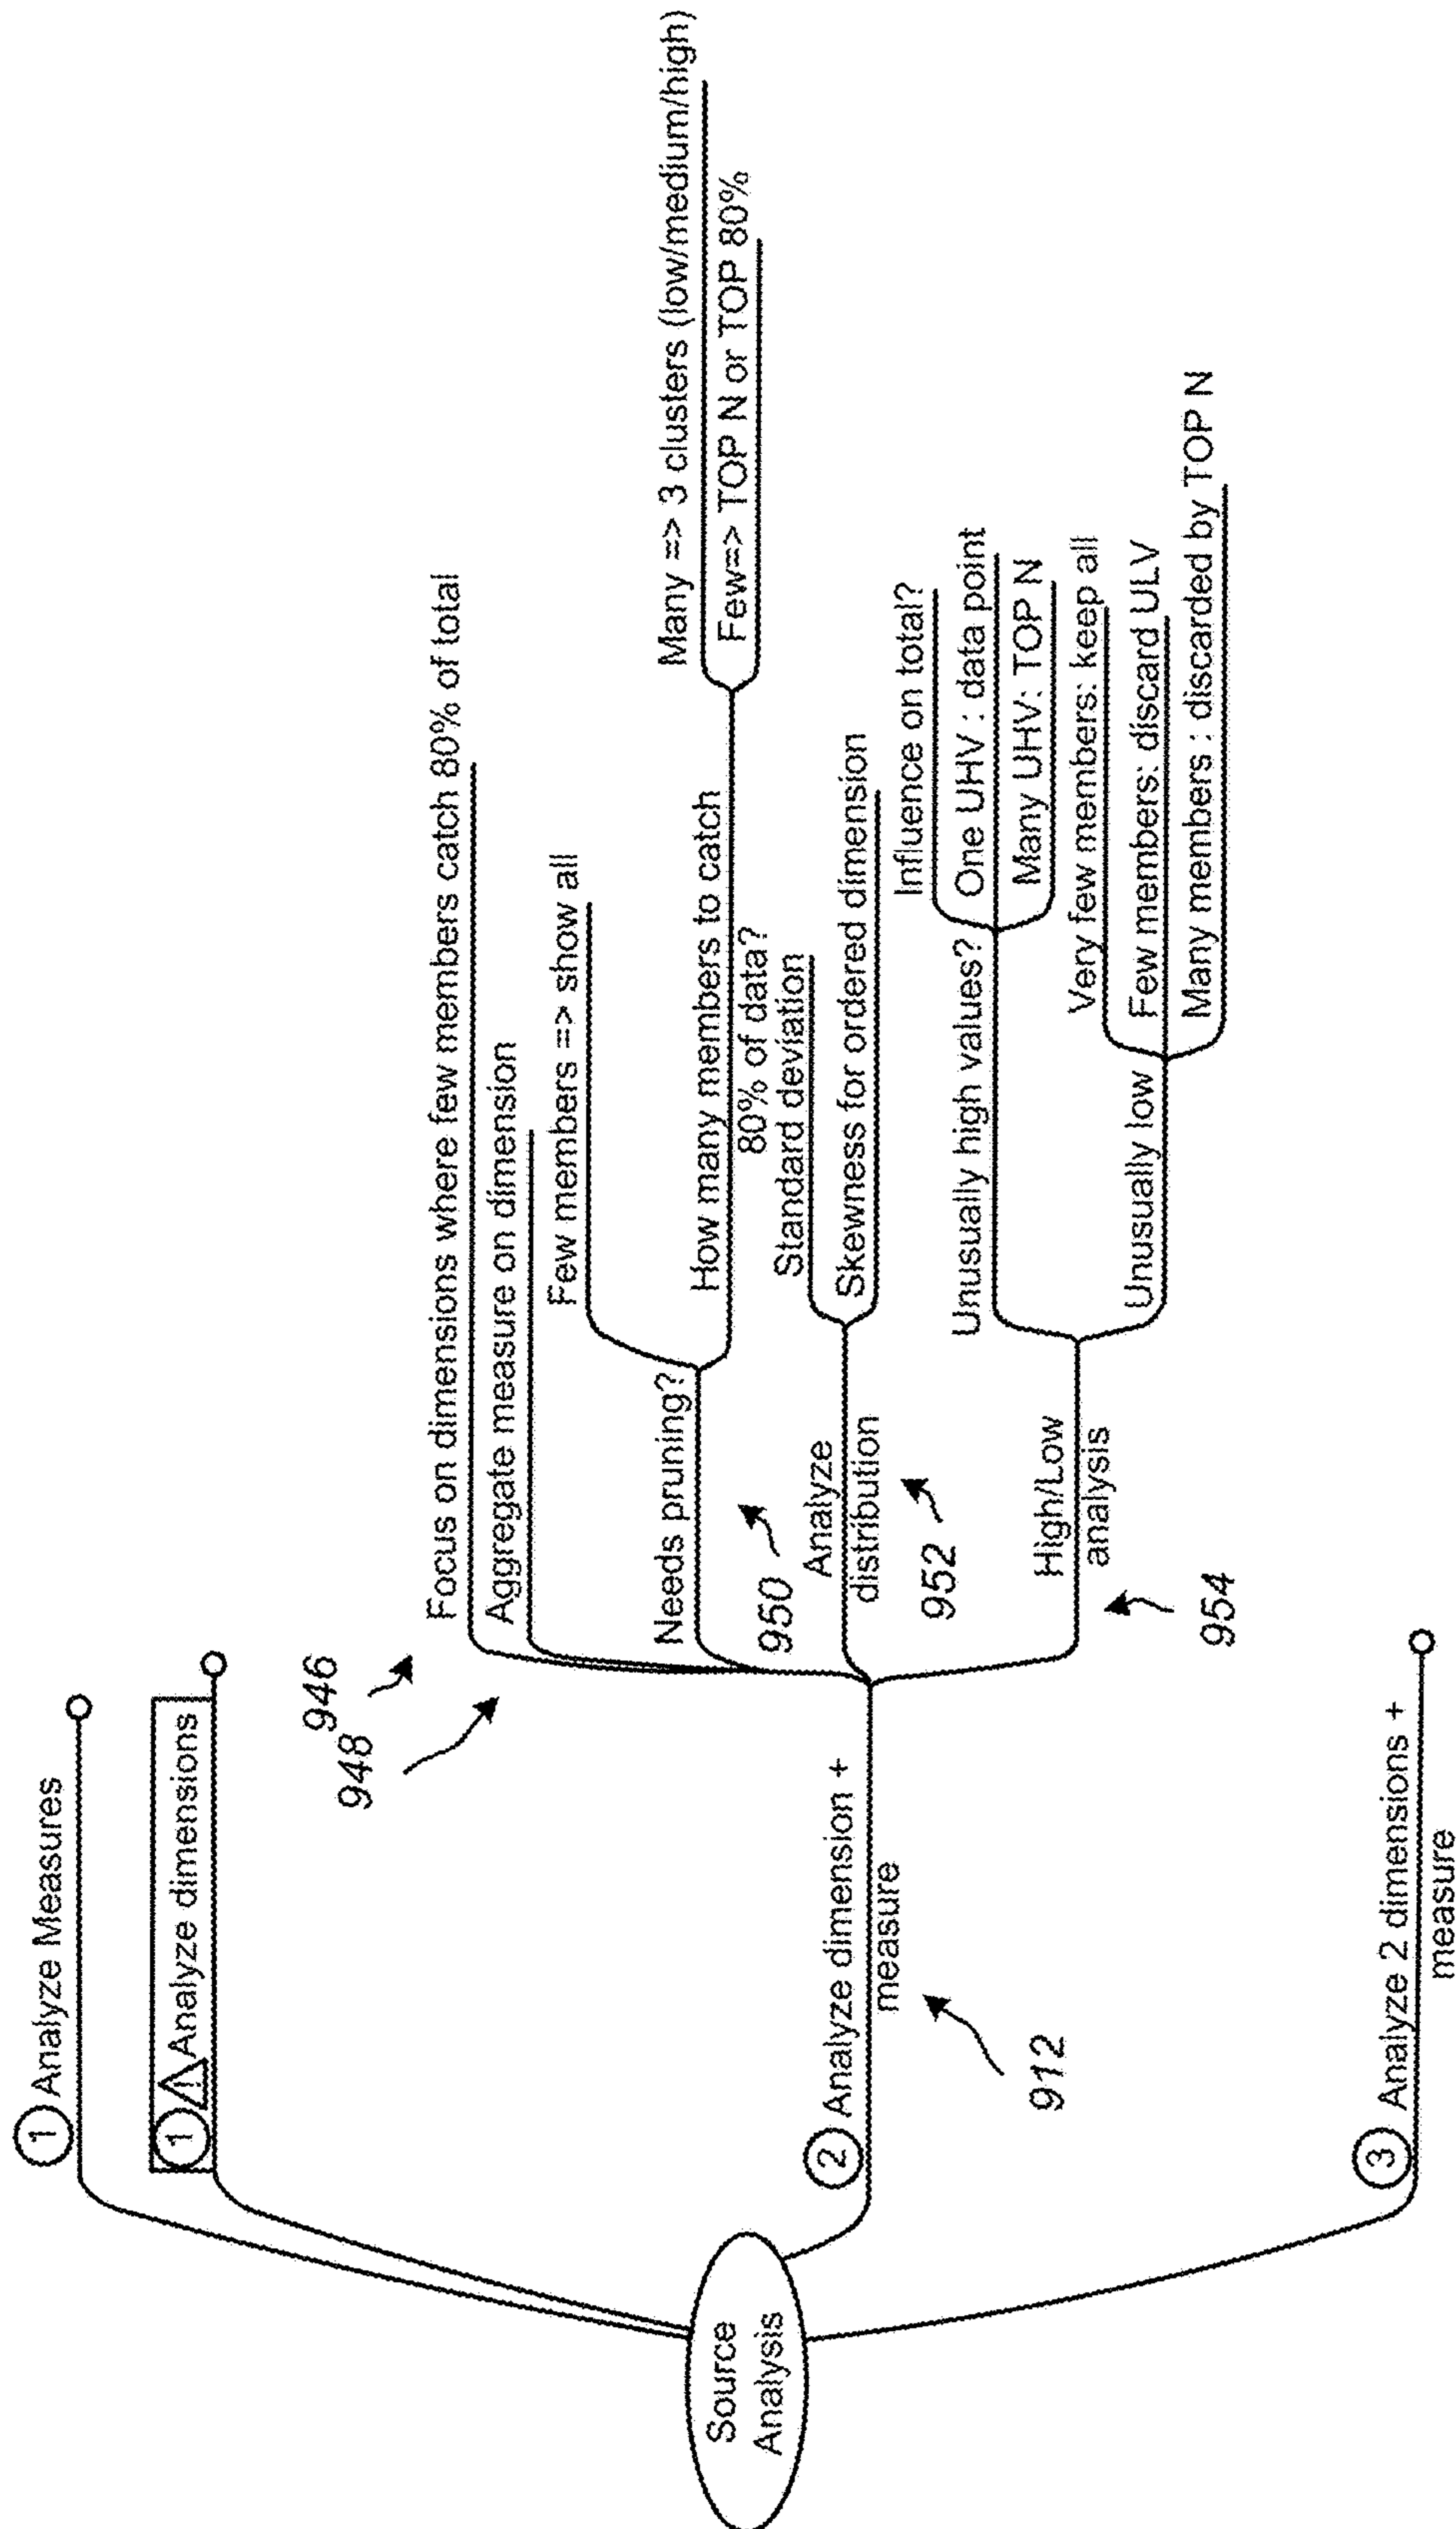 ① Analyze Measures
① Analyze dimensions
946
948
Focus on dimensions where few members catch 80% of total
Aggregate measure on dimension
Few members => show all
Needs pruning?
How many members to catch
80% of data?
Many => 3 clusters (low/medium/high)
Few=> TOP N or TOP 80%
950
Standard deviation
Analyze
distribution
Skewness for ordered dimension
952
Source
Analysis
② Analyze dimension +
measure
912
Influence on total?
Unusually high values?
One UHV : data point
Many UHV: TOP N
High/Low
analysis
954
Very few members: keep all
Unusually low
Few members: discard ULV
Many members : discarded by TOP N
③ Analyze 2 dimensions +
measure